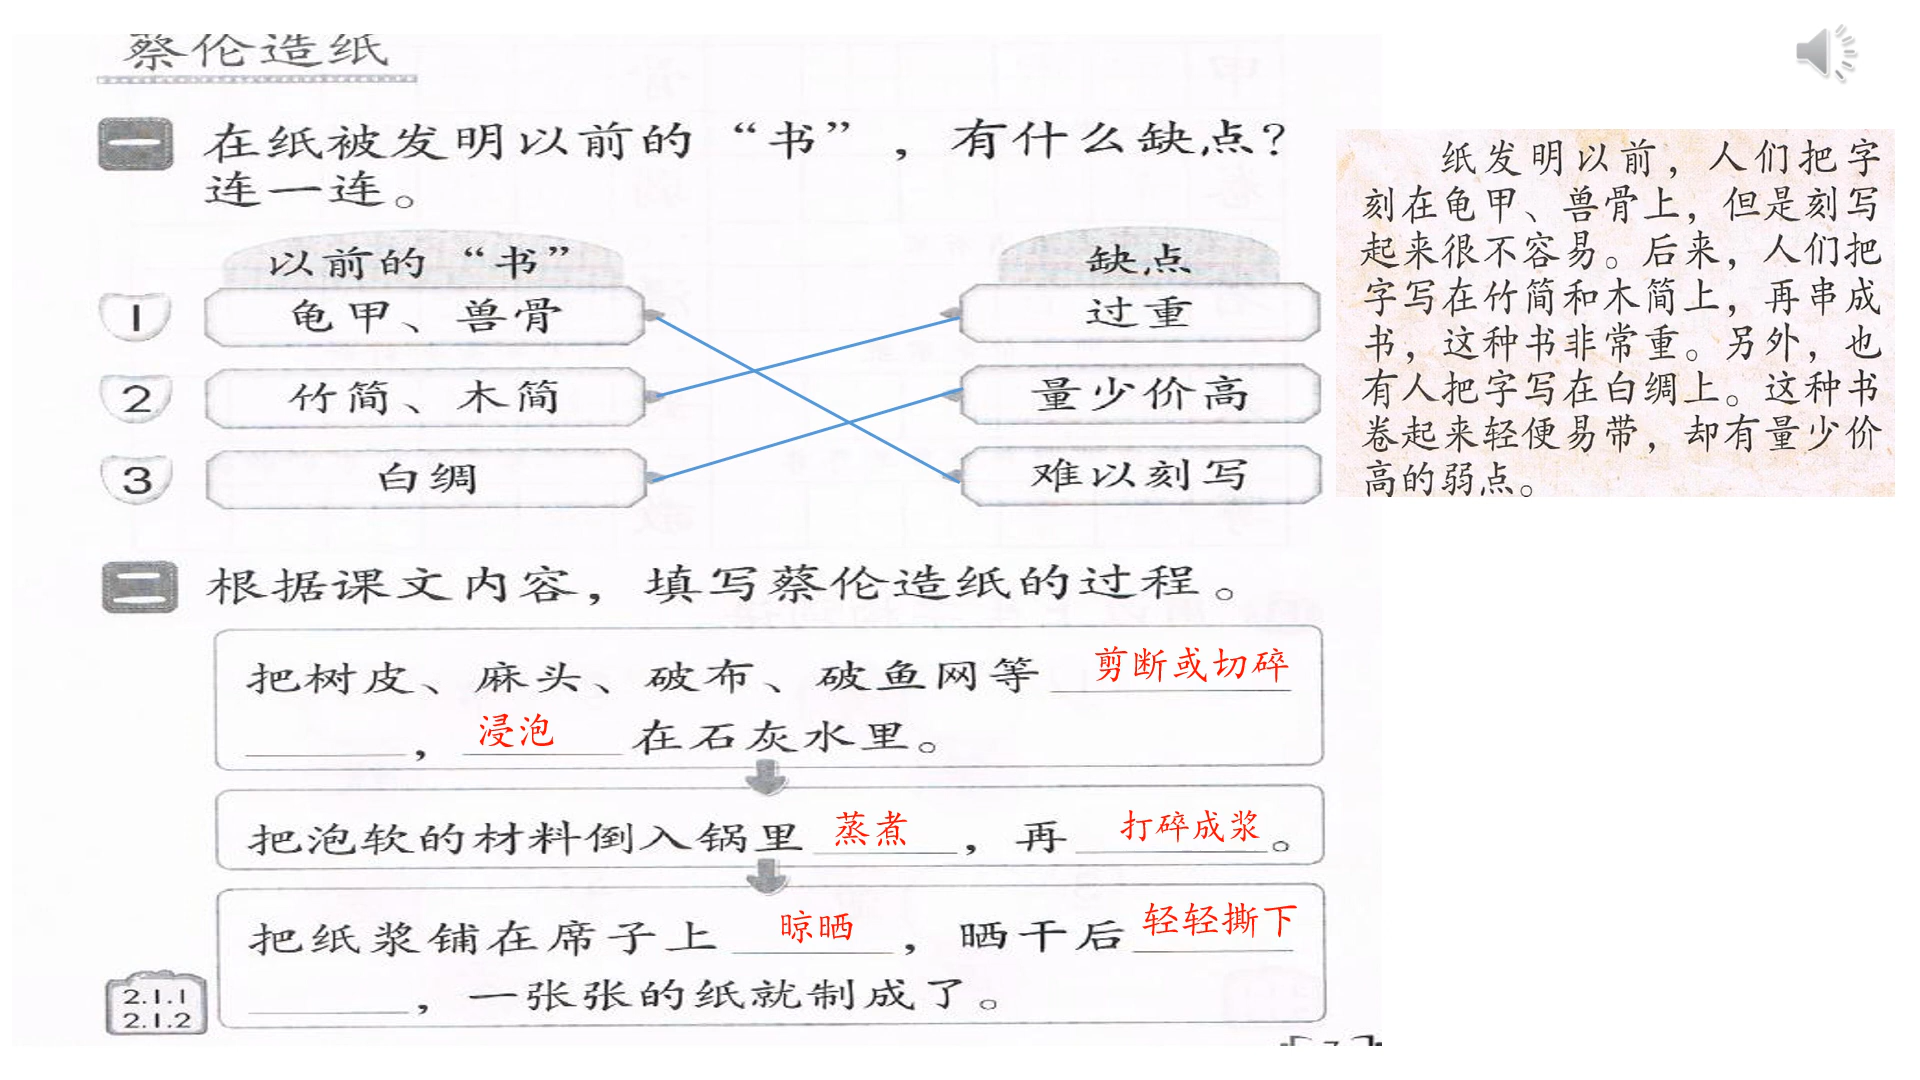 蔡伦造纸
一 在纸被发明以前的“书”，有什么缺点？
连一连。
以前的“书” 缺点
1 龟甲、兽骨 过重
2 竹简、木简 量少价高
3 白绸 难以刻写
纸发明以前，人们把字
刻在龟甲、兽骨上，但是刻写
起来很不容易。后来，人们把
字写在竹简和木简上，再串成
书，这种书非常重。另外，也
有人把字写在白绸上。这种书
卷起来轻便易带，却有量少价
高的弱点。
二 根据课文内容，填写蔡伦造纸的过程。
把树皮、麻头、破布、破鱼网等 剪断或切碎
，浸泡 在石灰水里。
把泡软的材料倒入锅里 蒸煮 ，再 打碎成浆 。
把纸浆铺在席子上 晾晒 ，晒干后 轻轻撕下
，一张张的纸就制成了。
2.1.1
2.1.2